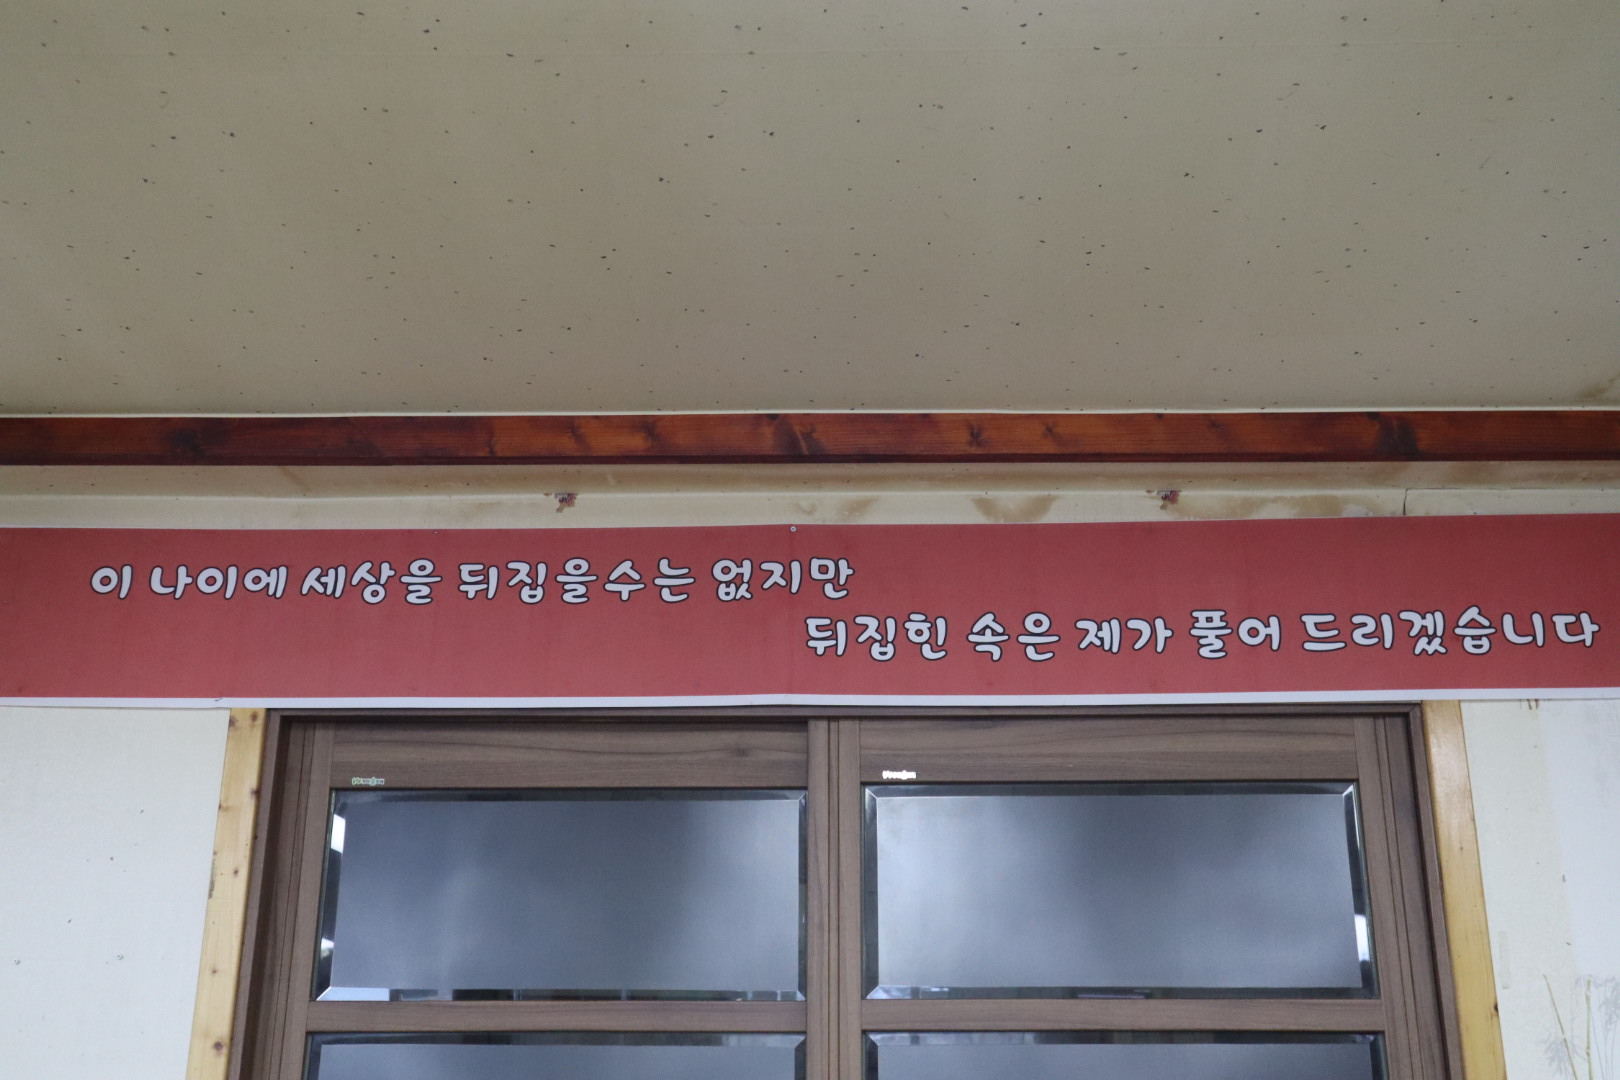 이 나이에 세상을 뒤집을수는 없지만
뒤집힌 속은 제가 풀어 드리겠습니다